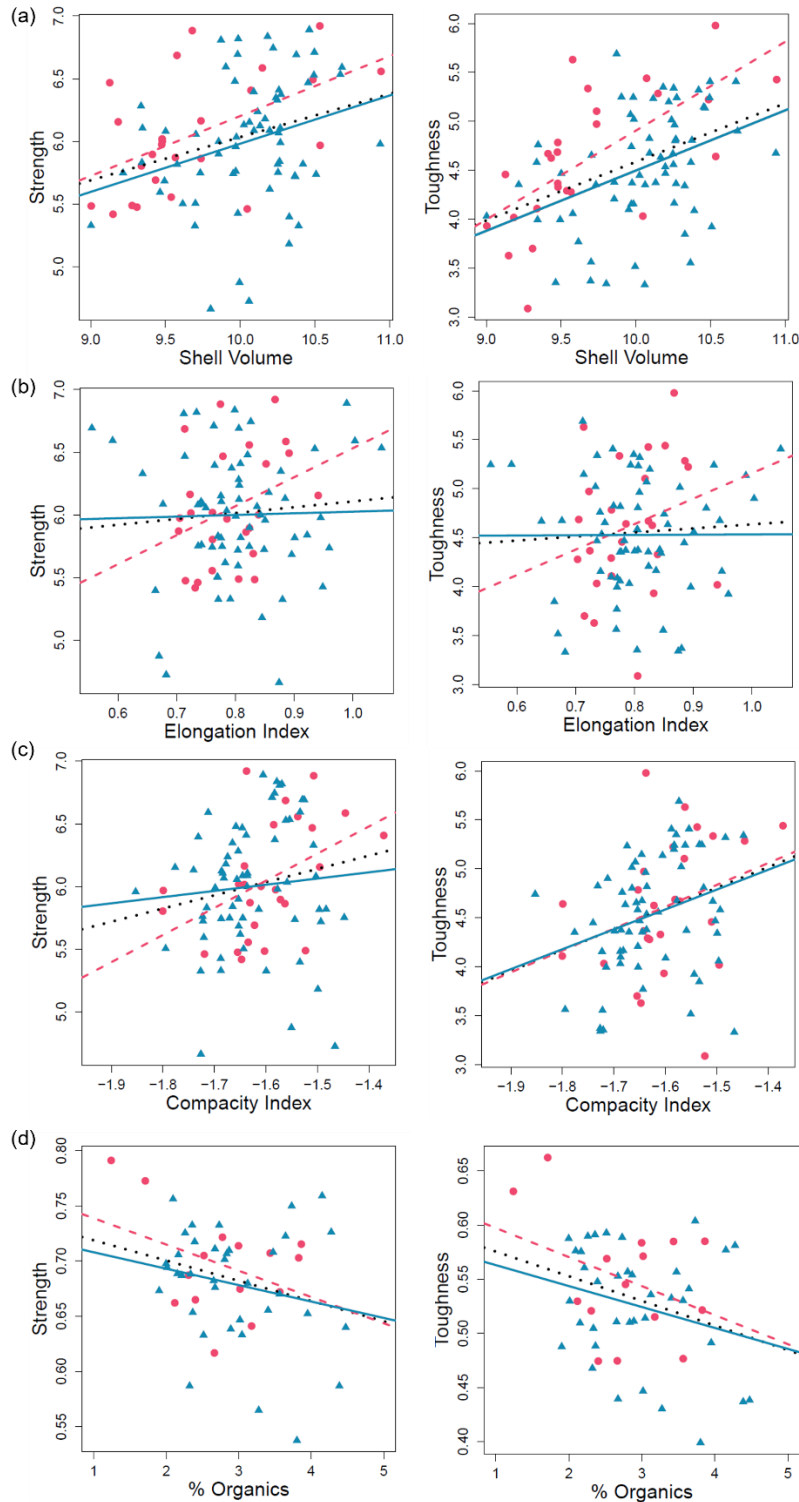 (a)
Strength
7.0
6.5
6.0
5.5
5.0
9.0 9.5 10.0 10.5 11.0
Shell Volume
Toughness
6.0
5.5
5.0
4.5
4.0
3.5
3.0
9.0 9.5 10.0 10.5 11.0
Shell Volume
(b)
Strength
7.0
6.5
6.0
5.5
5.0
0.6 0.7 0.8 0.9 1.0
Elongation Index
Toughness
6.0
5.5
5.0
4.5
4.0
3.5
3.0
0.6 0.7 0.8 0.9 1.0
Elongation Index
(c)
Strength
7.0
6.5
6.0
5.5
5.0
−1.9 −1.8 −1.7 −1.6 −1.5 −1.4
Compacity Index
Toughness
6.0
5.5
5.0
4.5
4.0
3.5
3.0
−1.9 −1.8 −1.7 −1.6 −1.5 −1.4
Compacity Index
(d)
Strength
0.80
0.75
0.70
0.65
0.60
0.55
1 2 3 4 5
% Organics
Toughness
0.65
0.60
0.55
0.50
0.45
0.40
1 2 3 4 5
% Organics